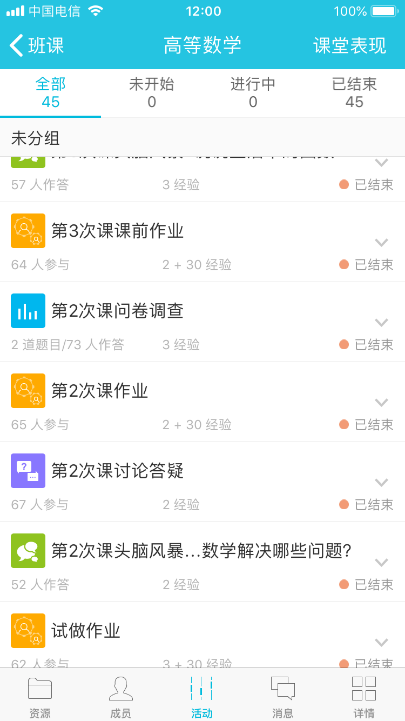 中国电信 12:00 100%
班课 高等数学 课堂表现
全部 未开始 进行中 已结束
45 0 0 45
未分组
57 人作答 3 经验 已结束
第3次课课前作业
64 人参与 2 + 30 经验 已结束
第2次课问卷调查
2 道题目/73 人作答 3 经验 已结束
第2次课作业
65 人参与 2 + 30 经验 已结束
第2次课讨论答疑
67 人参与 2 经验 已结束
第2次课头脑风暴...数学解决哪些问题?
52 人作答 2 经验 已结束
试做作业
62 人参与 3 + 30 经验 已结束
资源 成员 活动 消息 详情